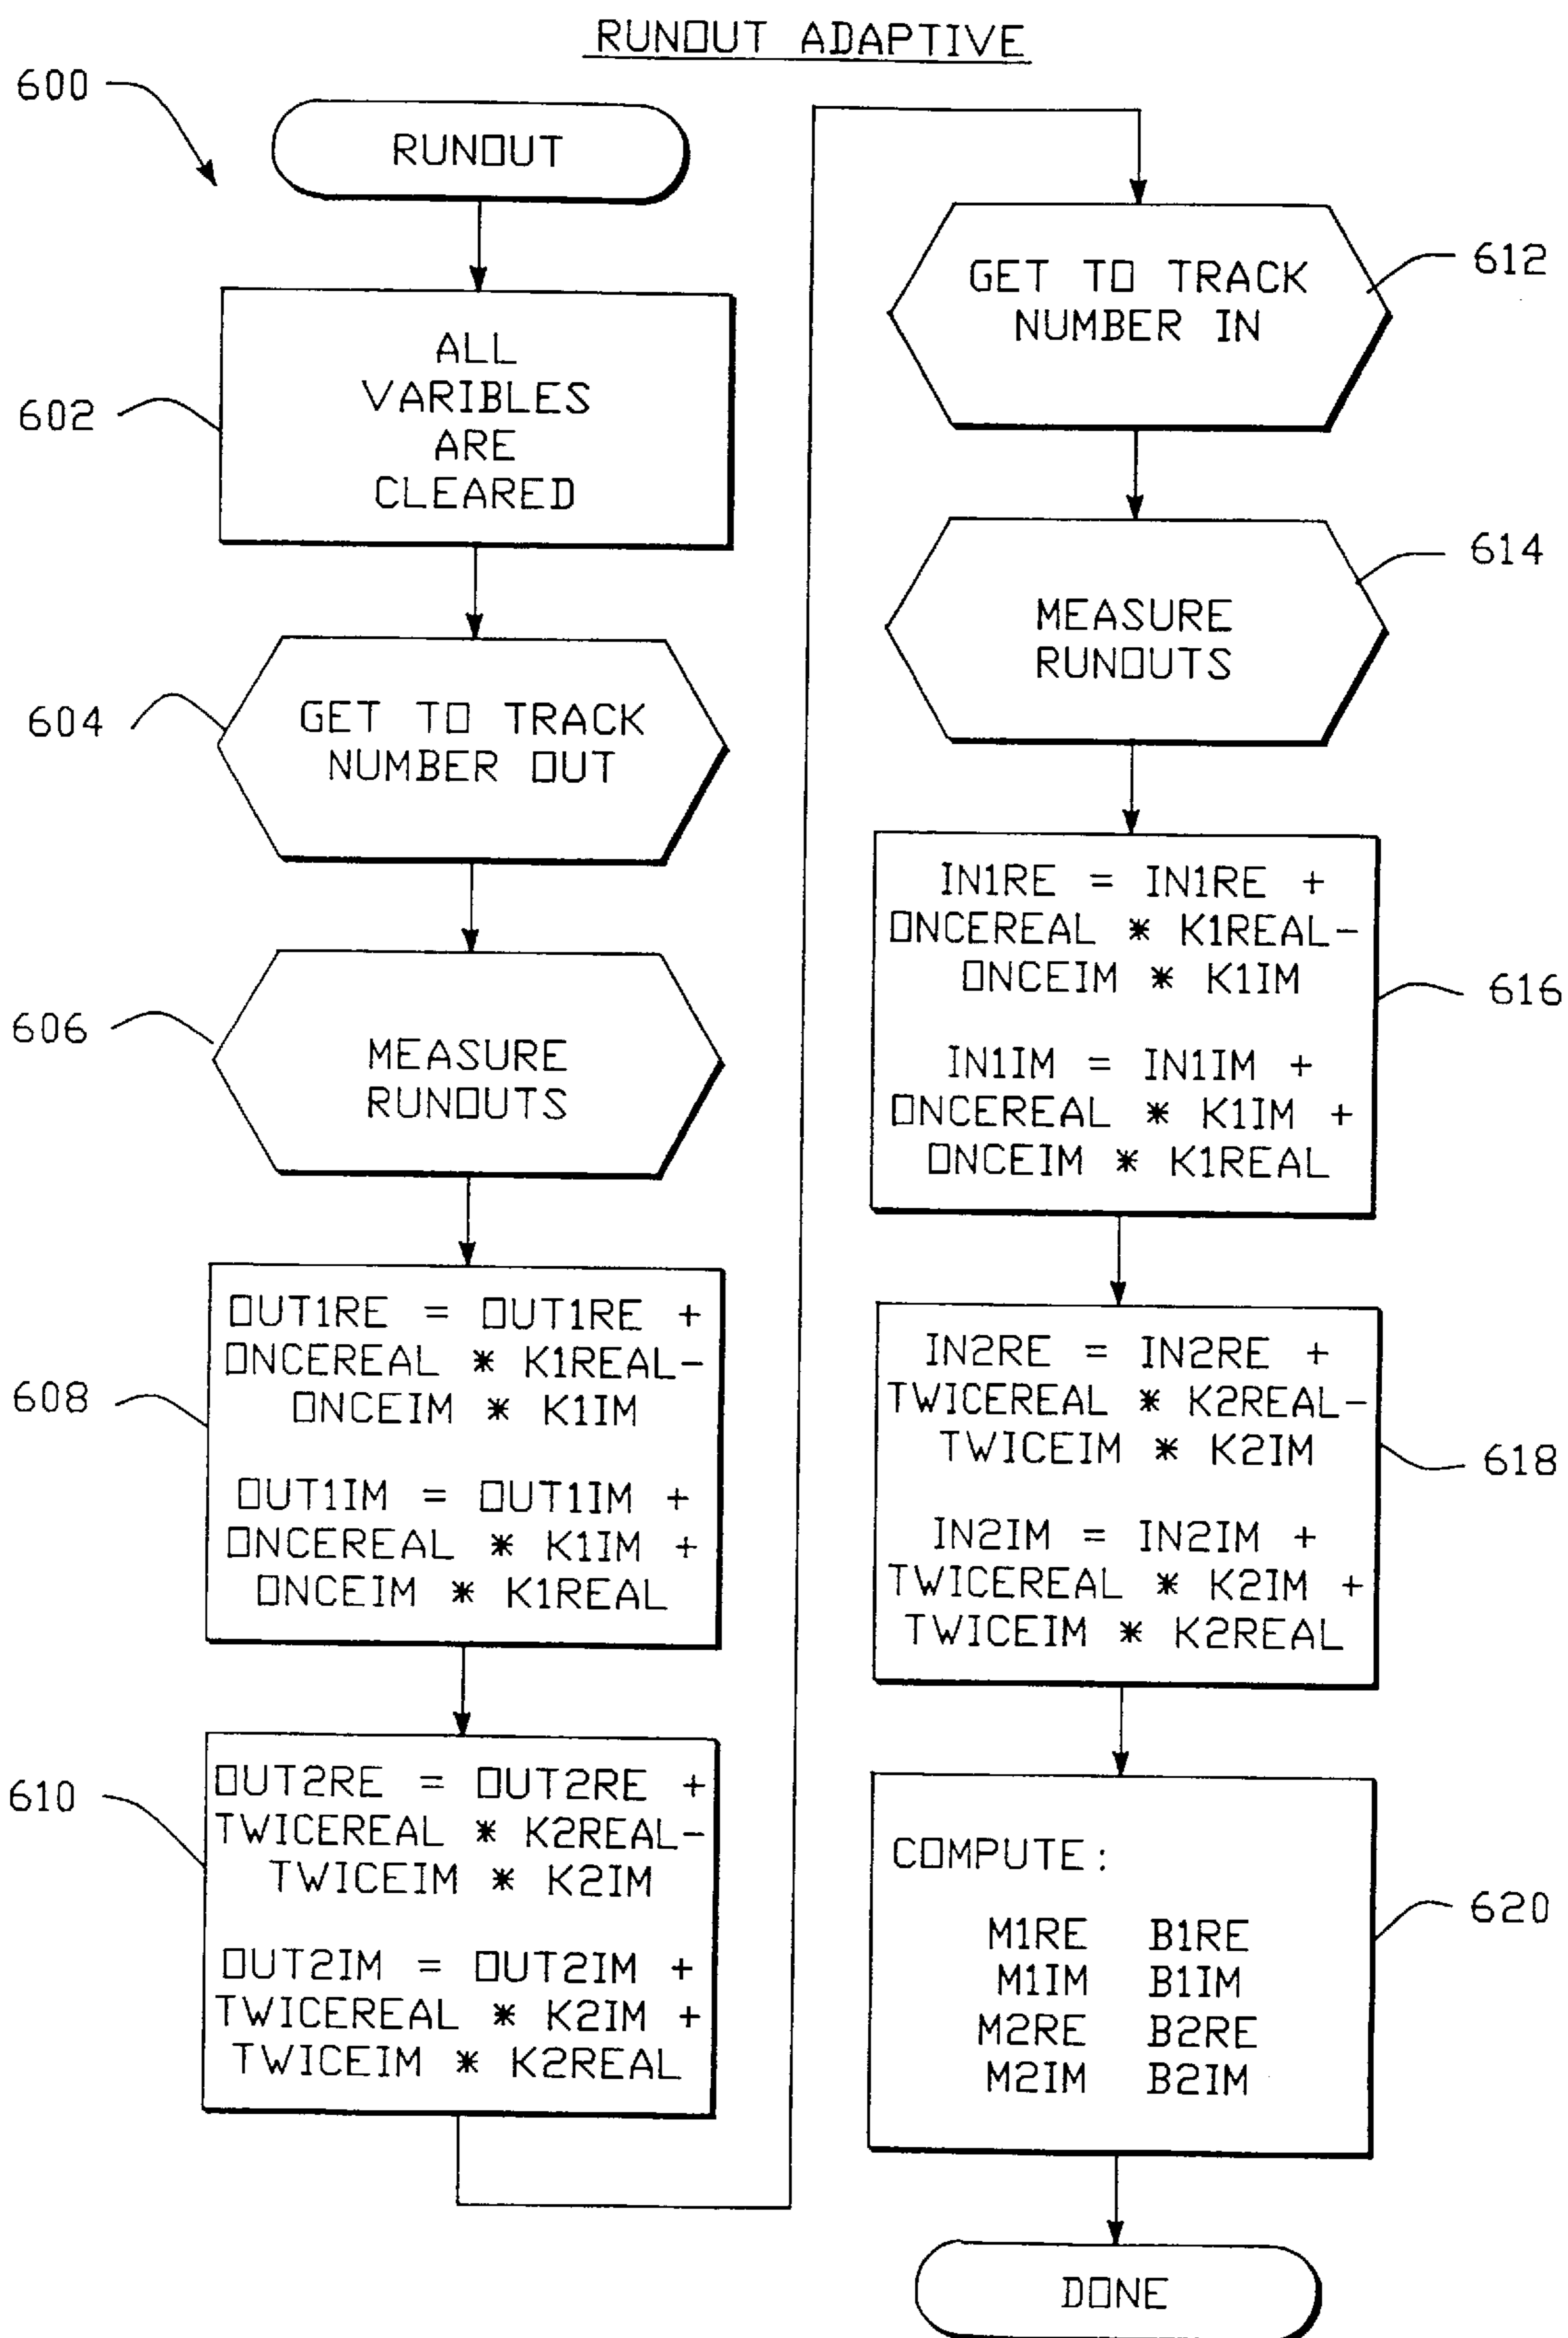 RUNOUT ADAPTIVE
600
RUNOUT
602
ALL
VARIBLES
ARE
CLEARED
604
GET TO TRACK
NUMBER OUT
606
MEASURE
RUNOUTS
608
OUT1RE = OUT1RE +
ONCEREAL * K1REAL-
ONCEIM * K1IM
OUT1IM = OUT1IM +
ONCEREAL * K1IM +
ONCEIM * K1REAL
610
OUT2RE = OUT2RE +
TWICEREAL * K2REAL-
TWICEIM * K2IM
OUT2IM = OUT2IM +
TWICEREAL * K2IM +
TWICEIM * K2REAL
612
GET TO TRACK
NUMBER IN
614
MEASURE
RUNOUTS
616
IN1RE = IN1RE +
ONCEREAL * K1REAL-
ONCEIM * K1IM
IN1IM = IN1IM +
ONCEREAL * K1IM +
ONCEIM * K1REAL
618
IN2RE = IN2RE +
TWICEREAL * K2REAL-
TWICEIM * K2IM
IN2IM = IN2IM +
TWICEREAL * K2IM +
TWICEIM * K2REAL
620
COMPUTE:
M1RE B1RE
M1IM B1IM
M2RE B2RE
M2IM B2IM
DONE